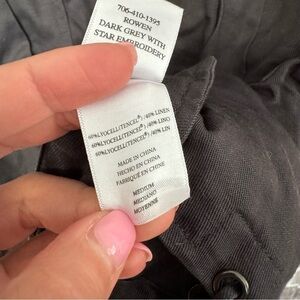 706-410-1395
ROWEN
DARK GREY WITH
STAR EMBROIDERY
60%LYOCELL(TENCEL®)/40% LINEN
60%LYOCELL(TENCEL®)/40% LINO
60%LYOCELL(TENCEL®)/40% LIN
MADE IN CHINA
HECHO EN CHINA
FABRIQUE EN CHINE
MEDIUM
MEDIANO
MOYENNE